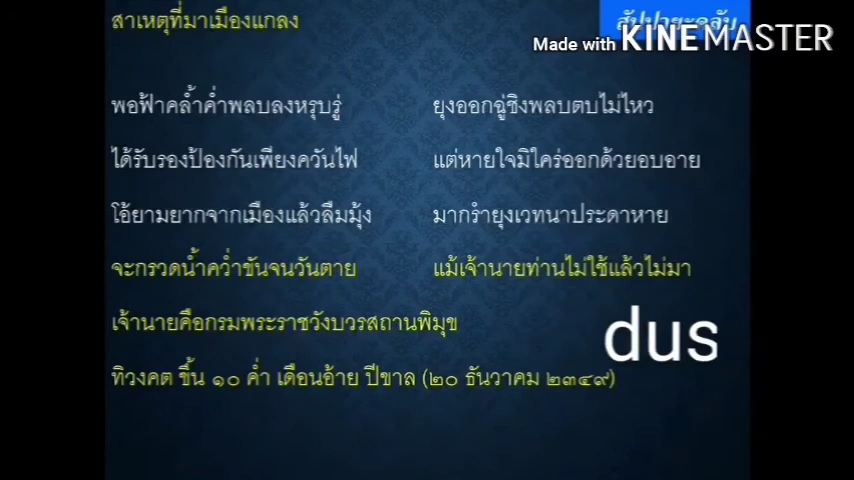 สาเหตุที่มาเมืองแกลง
สัปปายะคลับ
Made with KINEMASTER
พอฟ้าคล้ำค่ำพลบลงหรุบรู่ ยุงออกฉู่ชิงพลบตบไม่ไหว
ได้รับรองป้องกันเพียงควันไฟ แต่หายใจมิใคร่ออกด้วยอบอาย
โอ้ยามยากจากเมืองแล้วลืมมุ้ง มากรำยุงเวทนาประดาหาย
จะกรวดน้ำคว่ำขันจนวันตาย แม้เจ้านายท่านไม่ใช้แล้วไม่มา
เจ้านายคือกรมพระราชวังบวรสถานพิมุข
dus
ทิวงคต ขึ้น ๑๐ ค่ำ เดือนอ้าย ปีขาล (๒๐ ธันวาคม ๒๓๔๙)